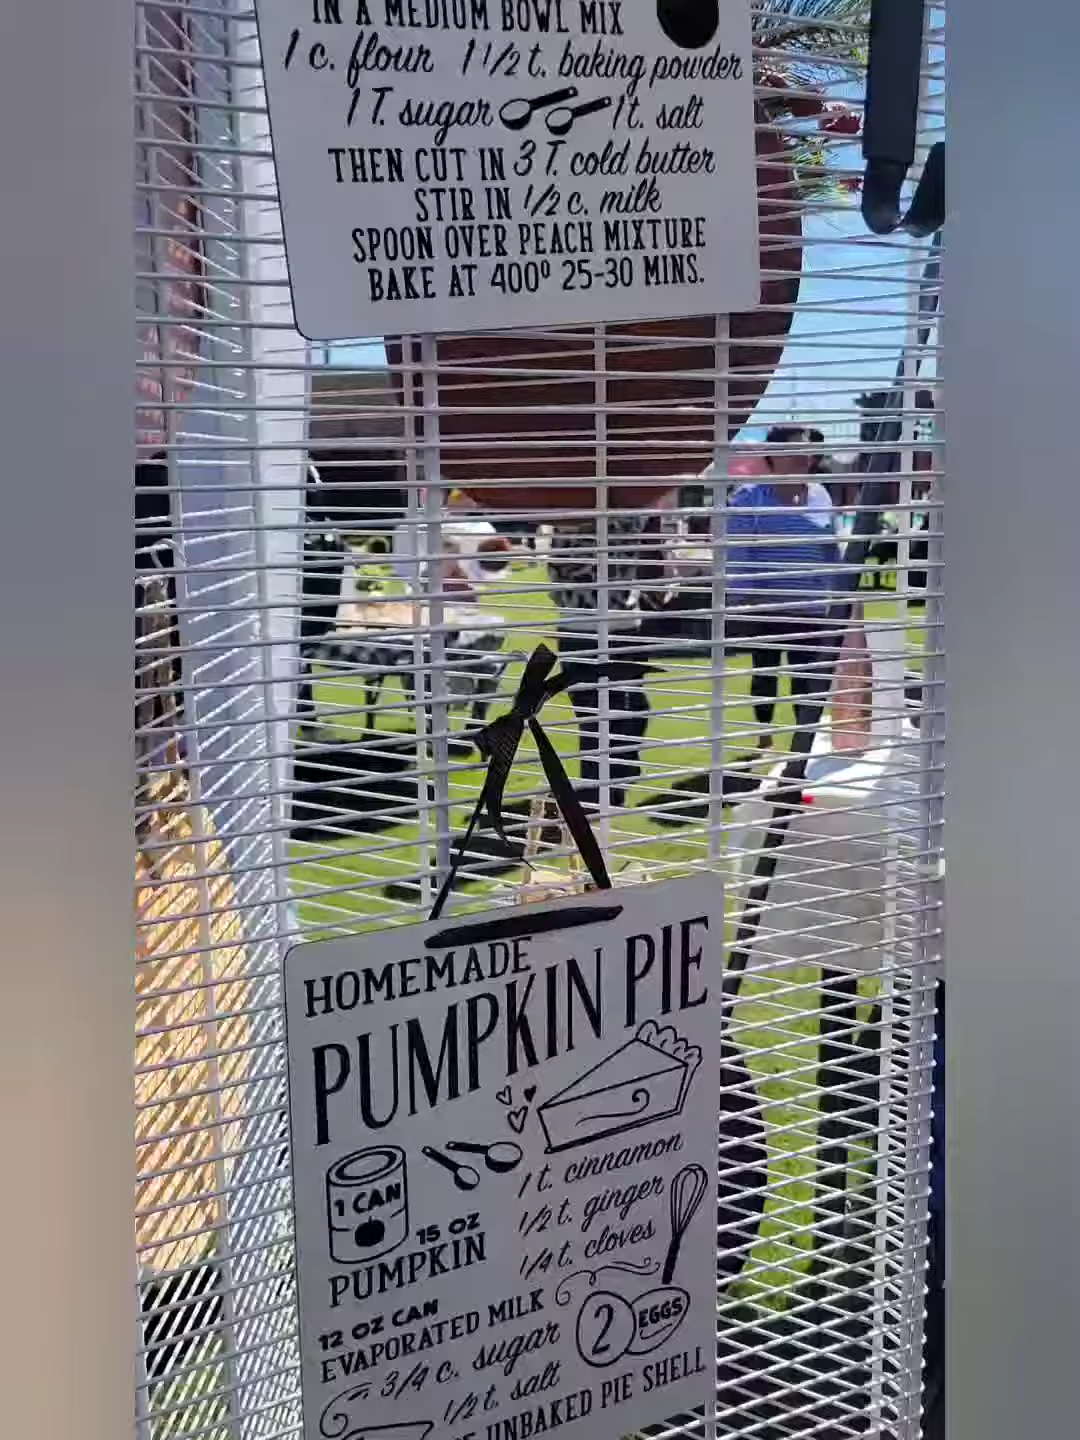 IN A MEDIUM BOWL MIX
1 c. flour 1 1/2 t. baking powder
1 T. sugar 1 t. salt
THEN CUT IN 3 T. cold butter
STIR IN 1/2 c. milk
SPOON OVER PEACH MIXTURE
BAKE AT 400º 25-30 MINS.
HOMEMADE
PUMPKIN PIE
1 CAN
15 OZ
PUMPKIN
1 t. cinnamon
1/2 t. ginger
1/4 t. cloves
12 OZ CAN
EVAPORATED MILK
3/4 c. sugar
1/2 t. salt
2 EGGS
UNBAKED PIE SHELL